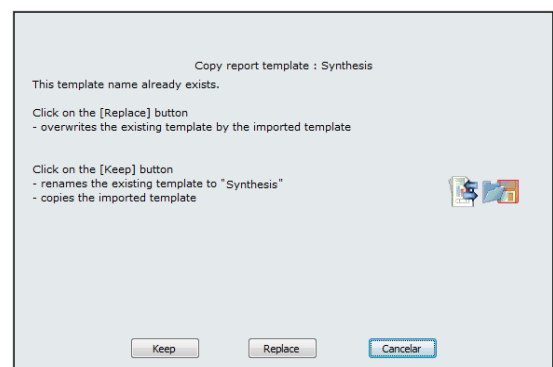 Copy report template : Synthesis
This template name already exists.
Click on the [Replace] button
- overwrites the existing template by the imported template
Click on the [Keep] button
- renames the existing template to "Synthesis"
- copies the imported template
Keep Replace Cancelar